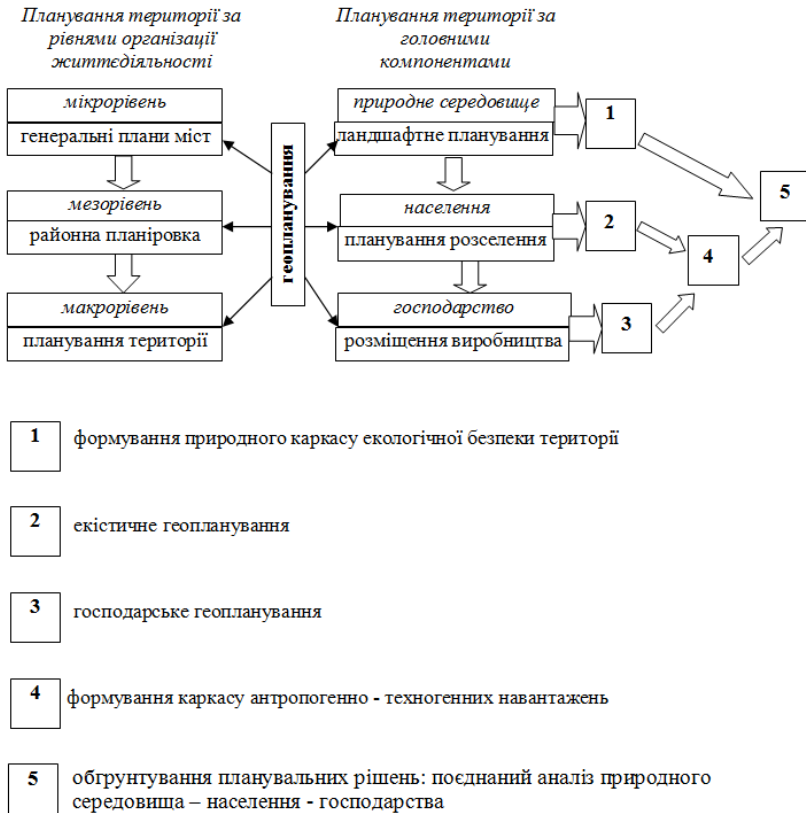 Планування території за
рівнями організації
життєдіяльності
Планування території за
головними
компонентами
мікрорівень
генеральні плани міст
мезорівень
районна планіровка
макрорівень
планування території
геопланування
природне середовище
ландшафтне планування
населення
планування розселення
господарство
розміщення виробництва
1
2
3
4
5
1 формування природного каркасу екологічної безпеки території
2 екістичне геопланування
3 господарське геопланування
4 формування каркасу антропогенно - техногенних навантажень
5 обгрунтування планувальних рішень: поєднаний аналіз природного
середовища – населення - господарства